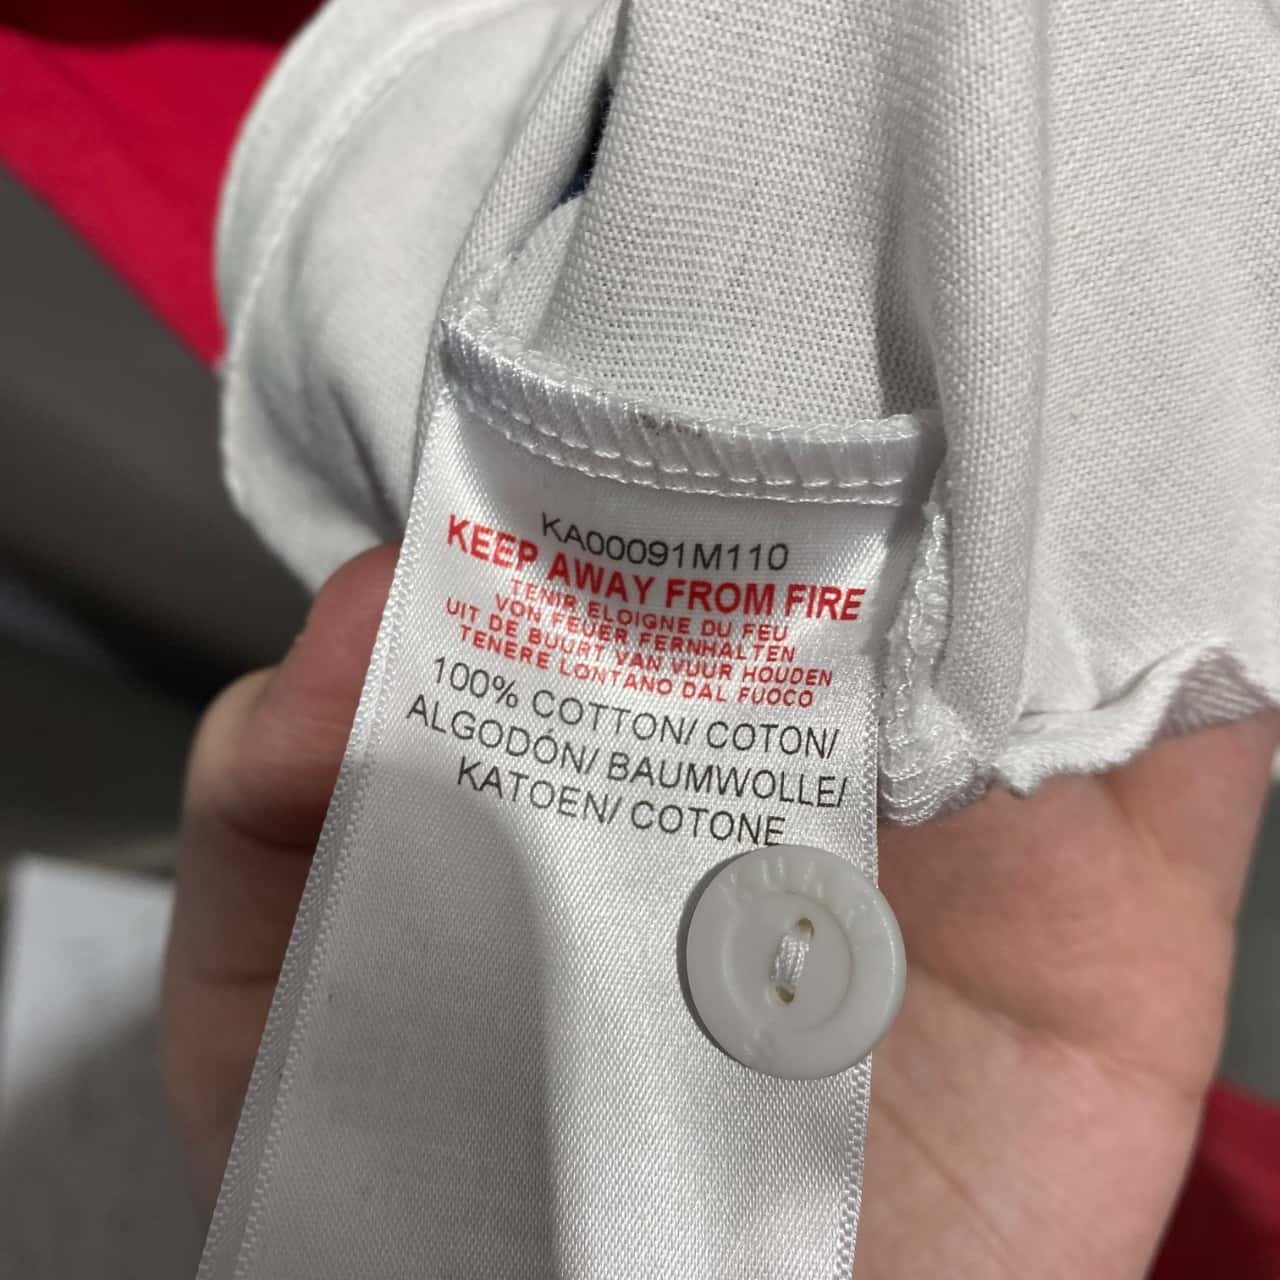 KA00091M110
KEEP AWAY FROM FIRE
TENIR ELOIGNE DU FEU
VON FEUER FERNHALTEN
UIT DE BUURT VAN VUUR HOUDEN
TENERE LONTANO DAL FUOCO
100% COTTON/ COTON/
ALGODÓN/ BAUMWOLLE/
KATOEN/ COTONE